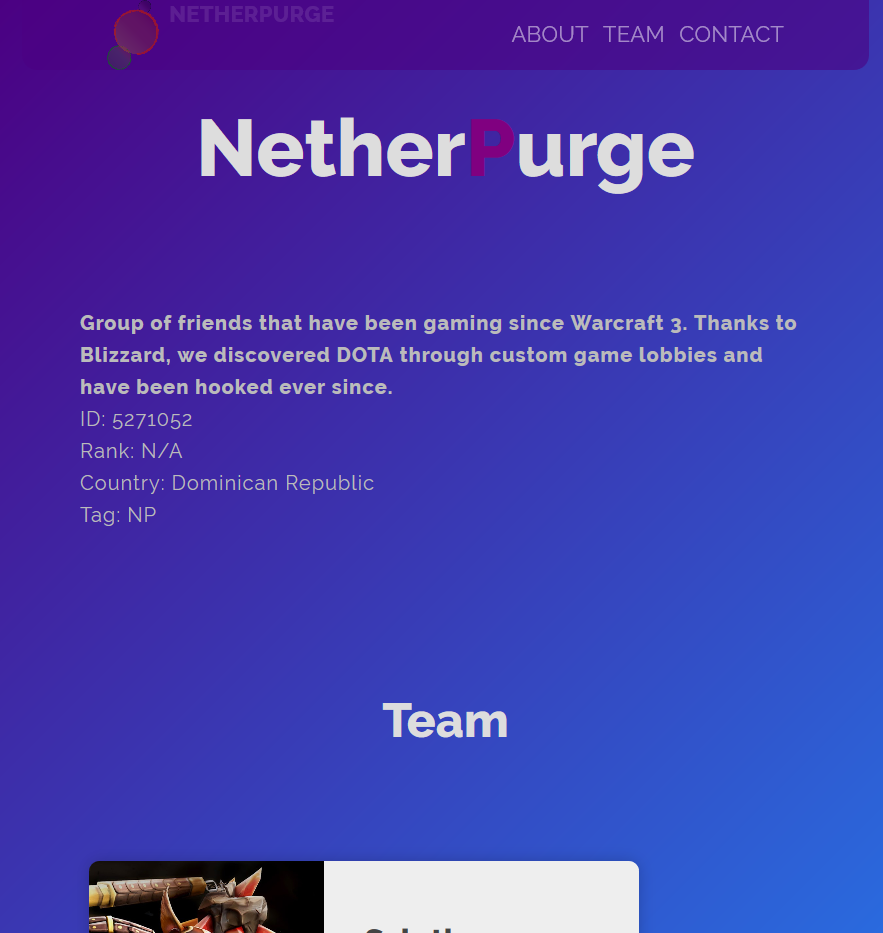 NETHERPURGE
ABOUT TEAM CONTACT
NetherPurge
Group of friends that have been gaming since Warcraft 3. Thanks to
Blizzard, we discovered DOTA through custom game lobbies and
have been hooked ever since.
ID: 5271052
Rank: N/A
Country: Dominican Republic
Tag: NP
Team